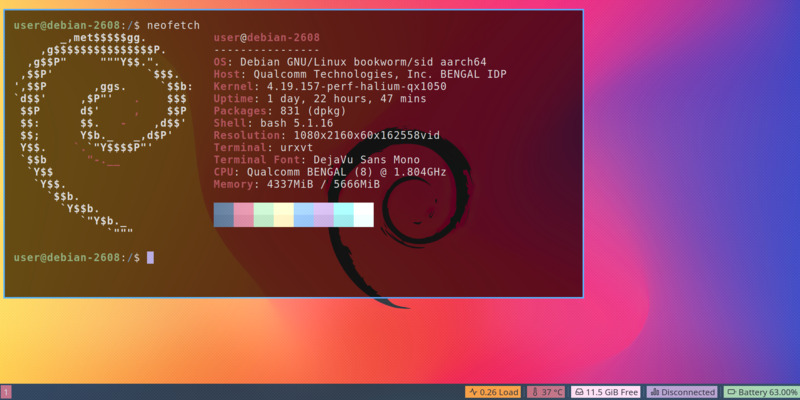 user@debian-2608:/$ neofetch
user@debian-2608
----------------
OS: Debian GNU/Linux bookworm/sid aarch64
Host: Qualcomm Technologies, Inc. BENGAL IDP
Kernel: 4.19.157-perf-halium-qx1050
Uptime: 1 day, 22 hours, 47 mins
Packages: 831 (dpkg)
Shell: bash 5.1.16
Resolution: 1080x2160x60x162558vid
Terminal: urxvt
Terminal Font: DejaVu Sans Mono
CPU: Qualcomm BENGAL (8) @ 1.804GHz
Memory: 4337MiB / 5666MiB
user@debian-2608:/$
1
0.26 Load
37 °C
11.5 GiB Free
Disconnected
Battery 63.00%